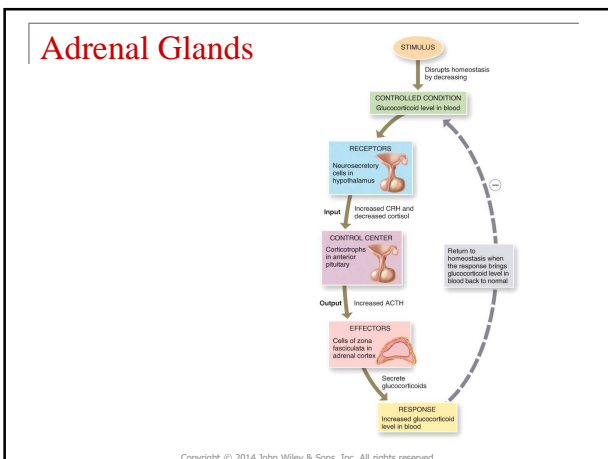 Adrenal Glands
STIMULUS
Disrupts homeostasis
by decreasing
CONTROLLED CONDITION
Glucocorticoid level in blood
RECEPTORS
Neurosecretory
cells in
hypothalamus
Input
Increased CRH and
decreased cortisol
CONTROL CENTER
Corticotrophs
in anterior
pituitary
Output
Increased ACTH
EFFECTORS
Cells of zona
fasciculata in
adrenal cortex
Secrete
glucocorticoids
RESPONSE
Increased glucocorticoid
level in blood
−
Return to
homeostasis when
the response brings
glucocorticoid level in
blood back to normal
Copyright © 2014 John Wiley & Sons, Inc. All rights reserved.